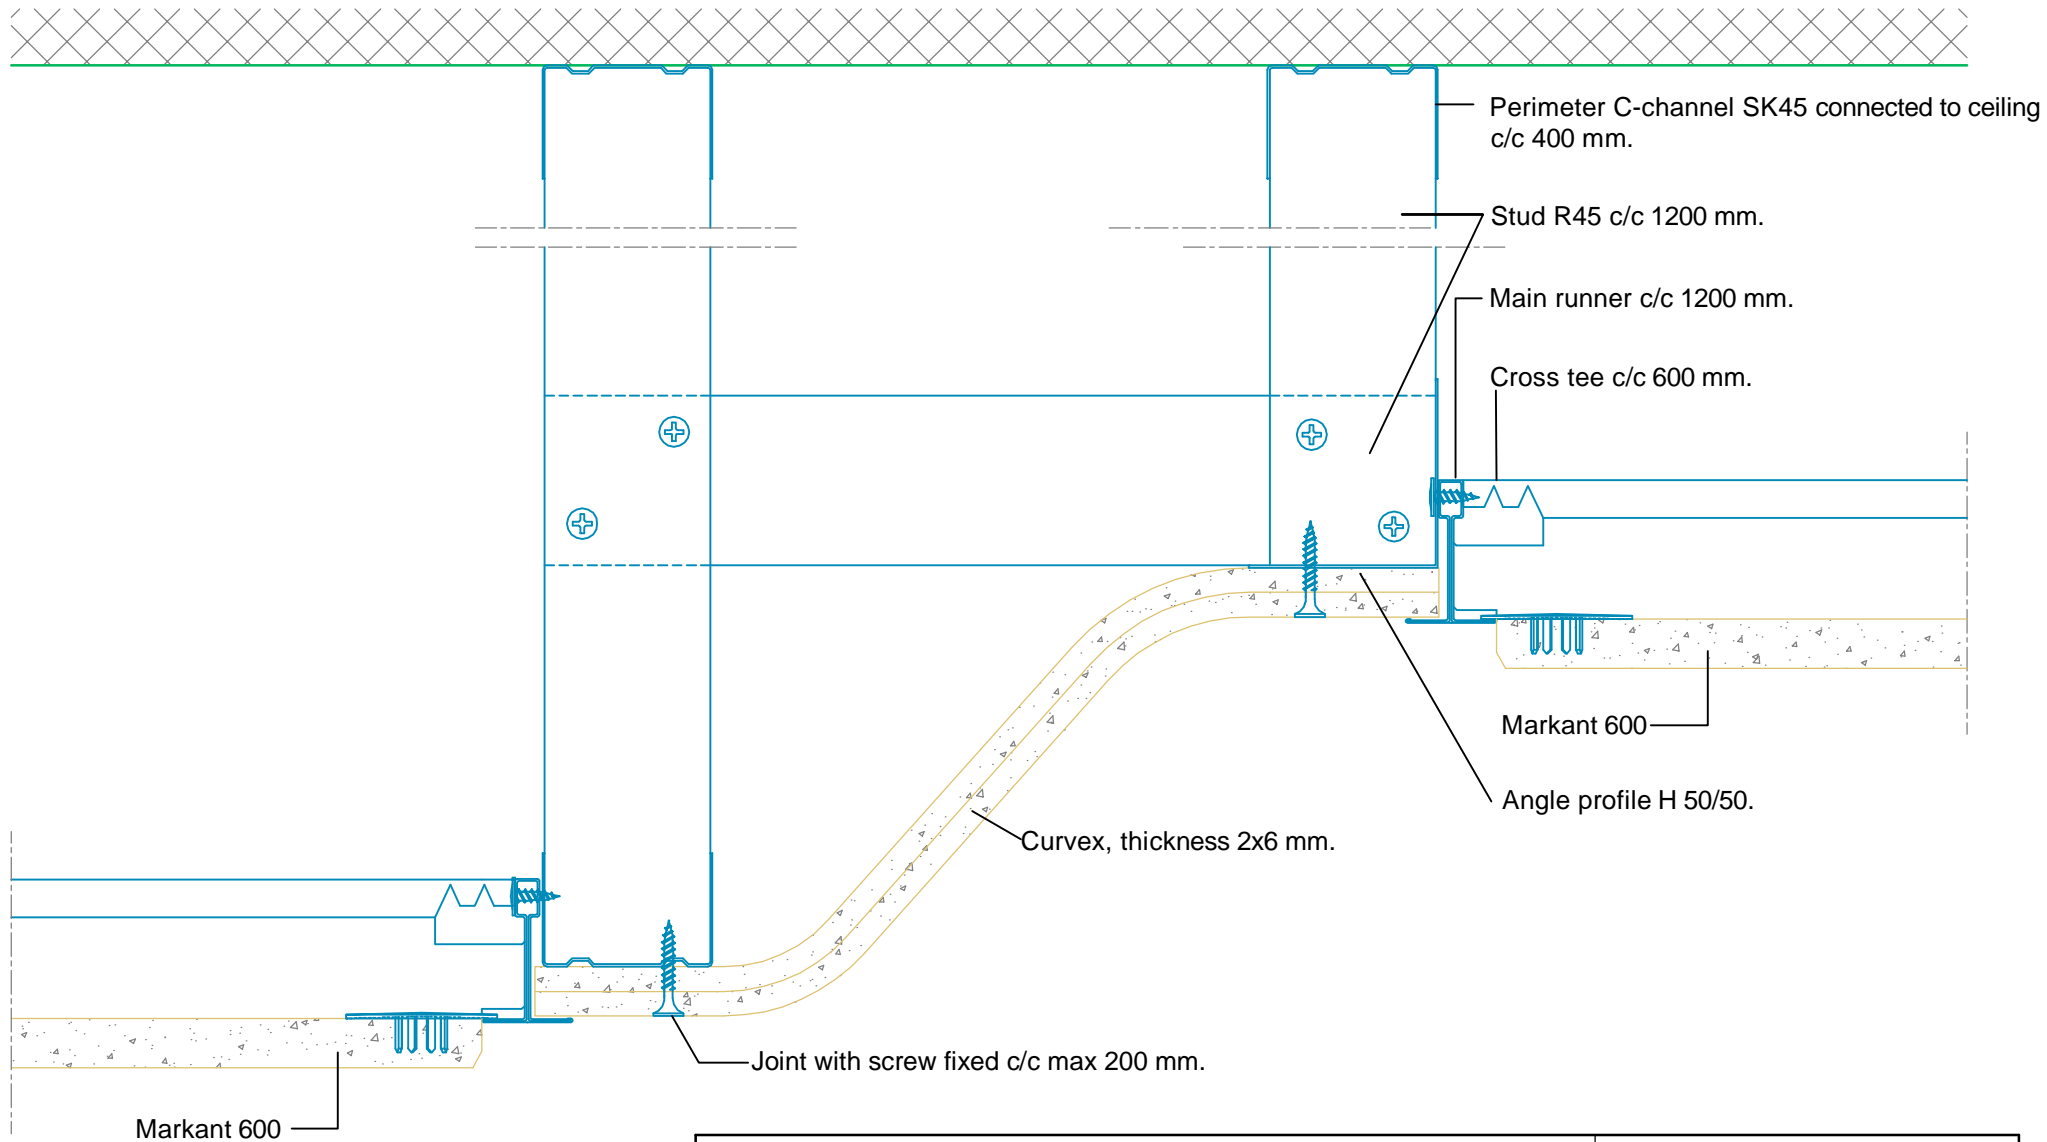 Perimeter C-channel SK45 connected to ceiling
c/c 400 mm.
Stud R45 c/c 1200 mm.
Main runner c/c 1200 mm.
Cross tee c/c 600 mm.
Markant 600
Angle profile H 50/50.
Curvex, thickness 2x6 mm.
Joint with screw fixed c/c max 200 mm.
Markant 600